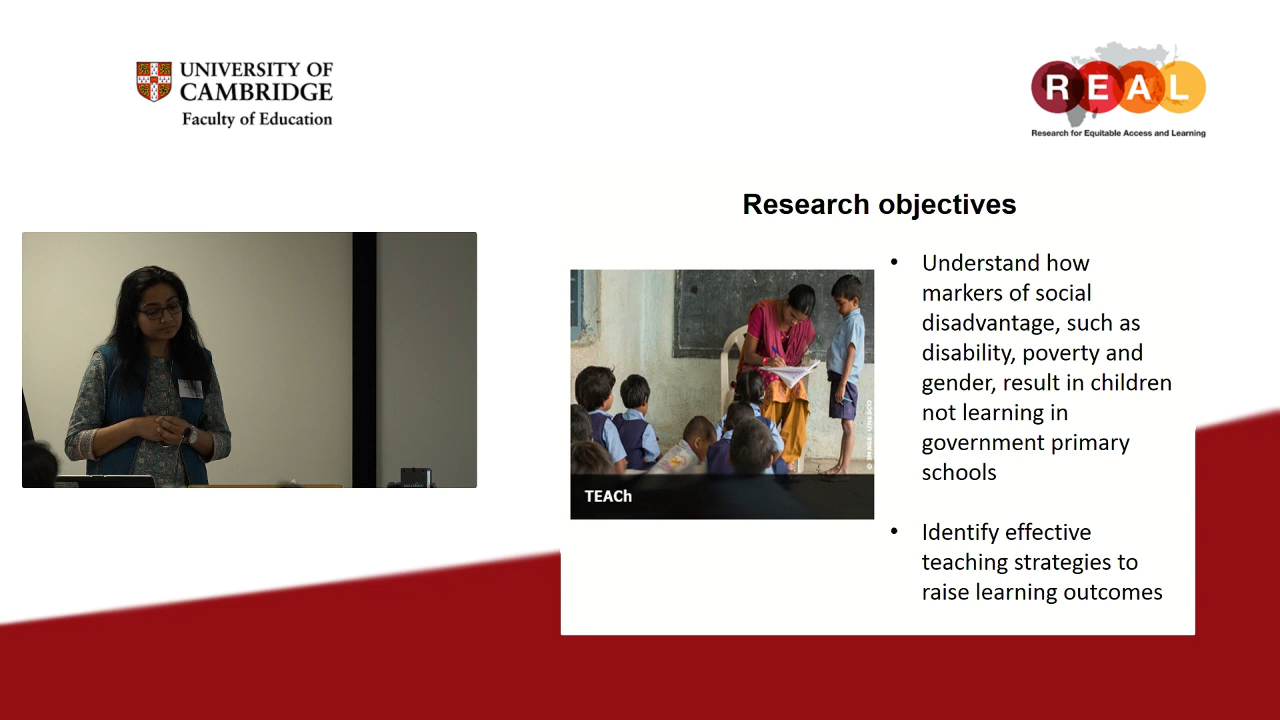 UNIVERSITY OF
CAMBRIDGE
Faculty of Education
REAL
Research for Equitable Access and Learning
Research objectives
• Understand how
markers of social
disadvantage, such as
disability, poverty and
gender, result in children
not learning in
government primary
schools
• Identify effective
teaching strategies to
raise learning outcomes
TEACh
© IMAGE: UNESCO